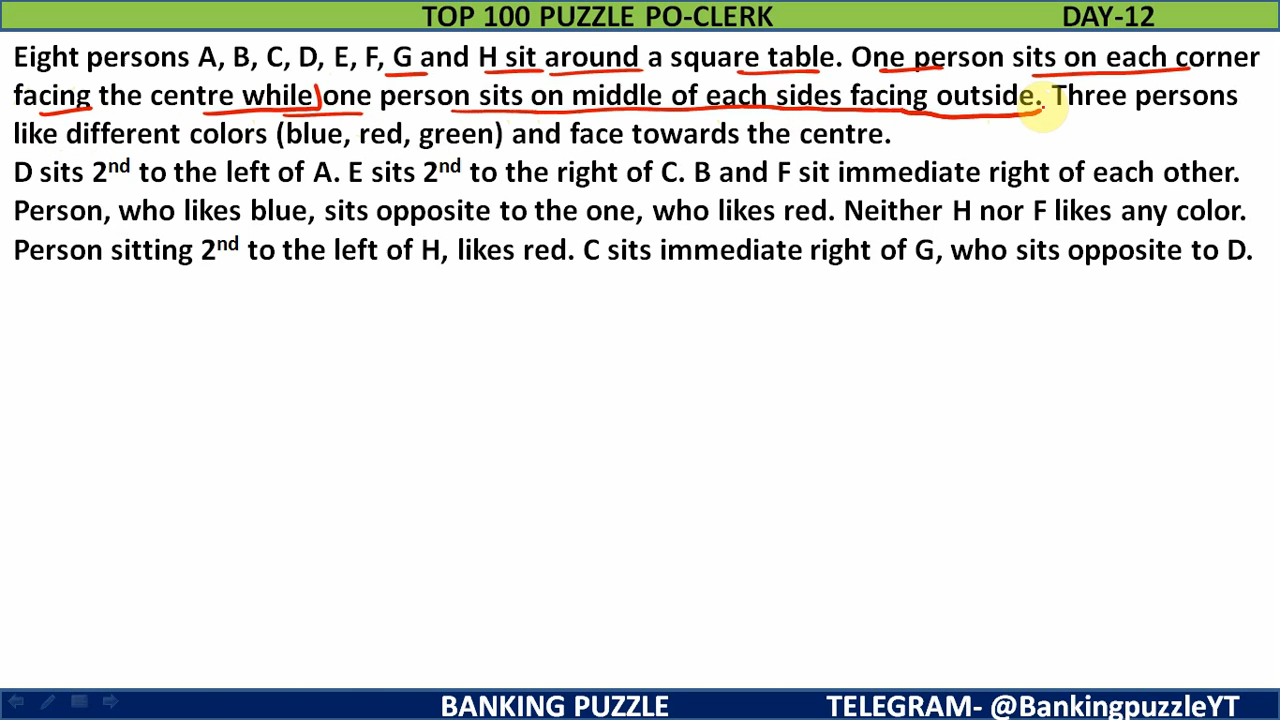 TOP 100 PUZZLE PO-CLERK DAY-12
Eight persons A, B, C, D, E, F, G and H sit around a square table. One person sits on each corner
facing the centre while one person sits on middle of each sides facing outside. Three persons
like different colors (blue, red, green) and face towards the centre.
D sits 2nd to the left of A. E sits 2nd to the right of C. B and F sit immediate right of each other.
Person, who likes blue, sits opposite to the one, who likes red. Neither H nor F likes any color.
Person sitting 2nd to the left of H, likes red. C sits immediate right of G, who sits opposite to D.
BANKING PUZZLE TELEGRAM- @BankingpuzzleYT